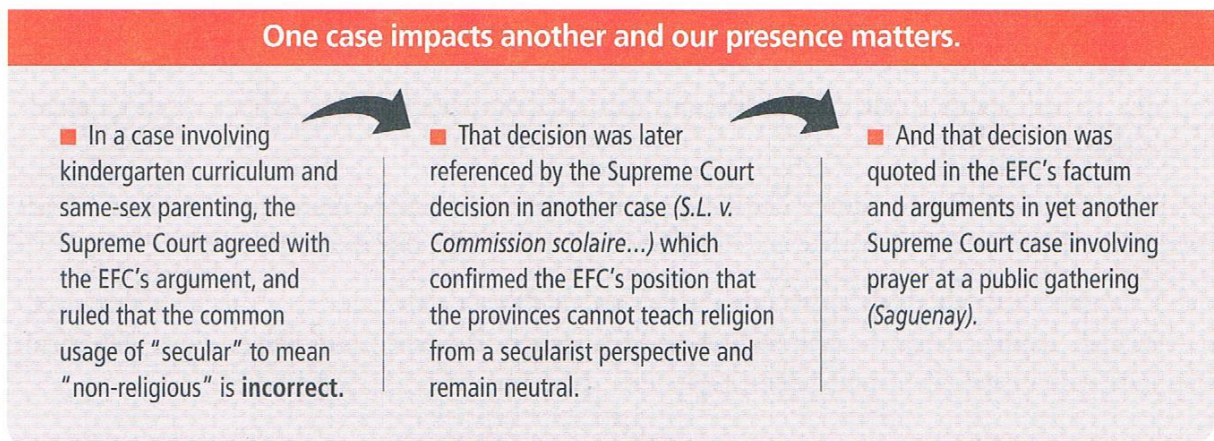 One case impacts another and our presence matters.
■ In a case involving
kindergarten curriculum and
same-sex parenting, the
Supreme Court agreed with
the EFC's argument, and
ruled that the common
usage of "secular" to mean
"non-religious" is incorrect.
■ That decision was later
referenced by the Supreme Court
decision in another case (S.L. v.
Commission scolaire...) which
confirmed the EFC's position that
the provinces cannot teach religion
from a secularist perspective and
remain neutral.
■ And that decision was
quoted in the EFC's factum
and arguments in yet another
Supreme Court case involving
prayer at a public gathering
(Saguenay).